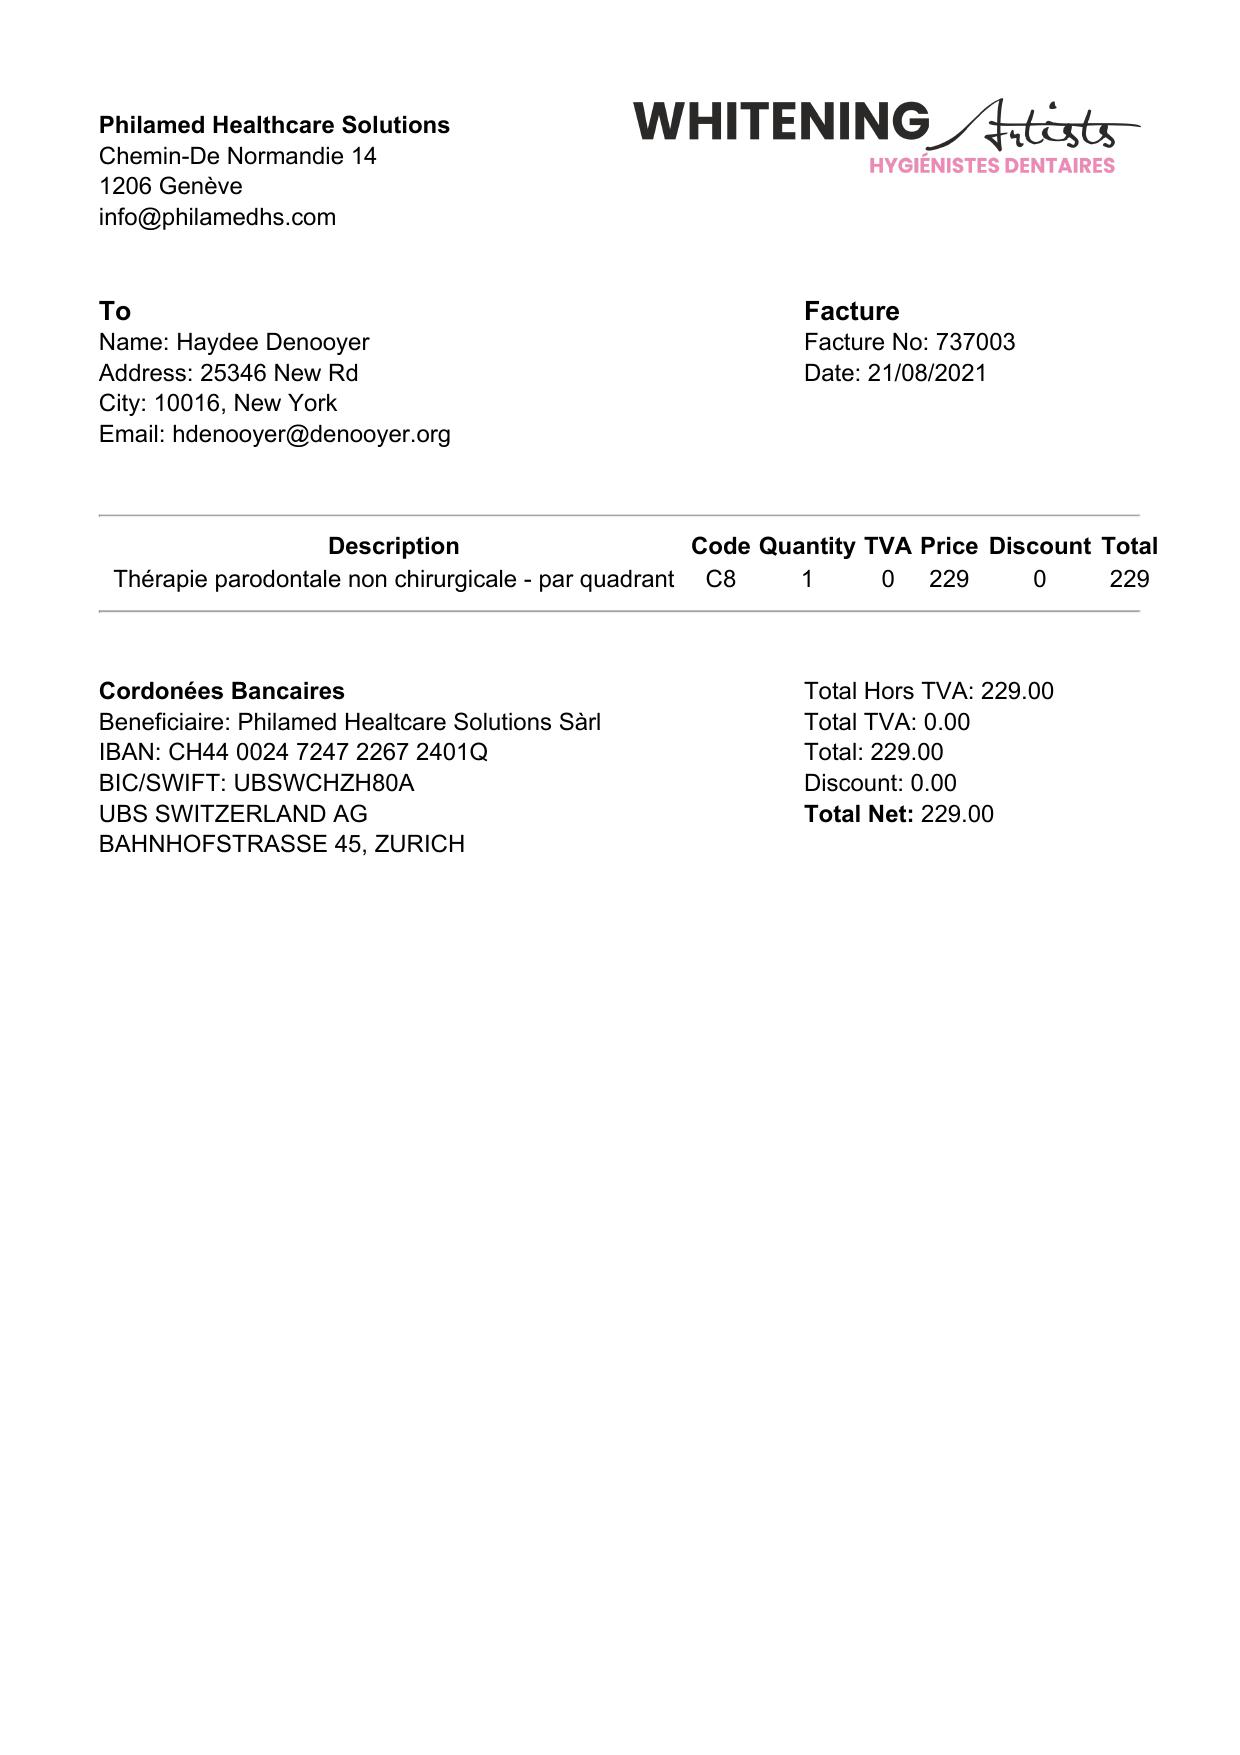 Philamed Healthcare Solutions
Chemin-De Normandie 14
1206 Genève
info@philamedhs.com
WHITENING Artists
HYGIÉNISTES DENTAIRES
To
Name: Haydee Denooyer
Address: 25346 New Rd
City: 10016, New York
Email: hdenooyer@denooyer.org
Facture
Facture No: 737003
Date: 21/08/2021
Description Code Quantity TVA Price Discount Total
Thérapie parodontale non chirurgicale - par quadrant C8 1 0 229 0 229
Cordonées Bancaires
Beneficiaire: Philamed Healtcare Solutions Sàrl
IBAN: CH44 0024 7247 2267 2401Q
BIC/SWIFT: UBSWCHZH80A
UBS SWITZERLAND AG
BAHNHOFSTRASSE 45, ZURICH
Total Hors TVA: 229.00
Total TVA: 0.00
Total: 229.00
Discount: 0.00
Total Net: 229.00